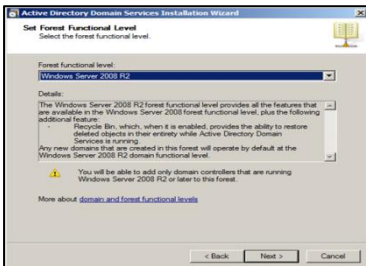 Active Directory Domain Services Installation Wizard
Set Forest Functional Level
Select the forest functional level.
Forest functional level:
Windows Server 2008 R2
Details:
The Windows Server 2008 R2 forest functional level provides all the features that
are available in the Windows Server 2008 forest functional level, plus the following
additional feature:
- Recycle Bin, which, when it is enabled, provides the ability to restore
deleted objects in their entirety while Active Directory Domain
Services is running.
Any new domains that are created in this forest will operate by default at the
Windows Server 2008 R2 domain functional level.
You will be able to add only domain controllers that are running
Windows Server 2008 R2 or later to this forest.
More about domain and forest functional levels
< Back Next > Cancel